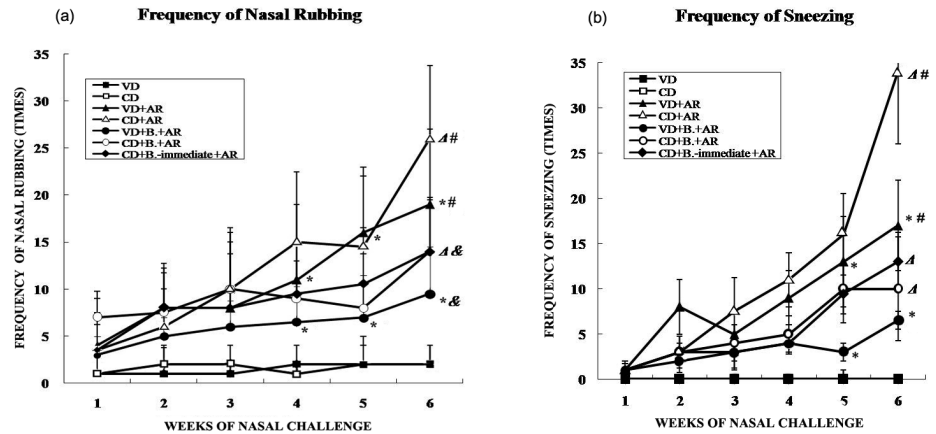 (a)
Frequency of Nasal Rubbing
FREQUENCY OF NASAL RUBBING (TIMES)
35
30
25
20
15
10
5
0
VD
CD
VD+AR
CD+AR
VD+B.+AR
CD+B.+AR
CD+B.-immediate+AR
Δ#
*#
*
*
Δ&
*&
*
*
1 2 3 4 5 6
WEEKS OF NASAL CHALLENGE
(b)
Frequency of Sneezing
FREQUENCY OF SNEEZING (TIMES)
35
30
25
20
15
10
5
0
VD
CD
VD+AR
CD+AR
VD+B.+AR
CD+B.+AR
CD+B.-immediate+AR
Δ#
*#
*
Δ
Δ
*
*
1 2 3 4 5 6
WEEKS OF NASAL CHALLENGE